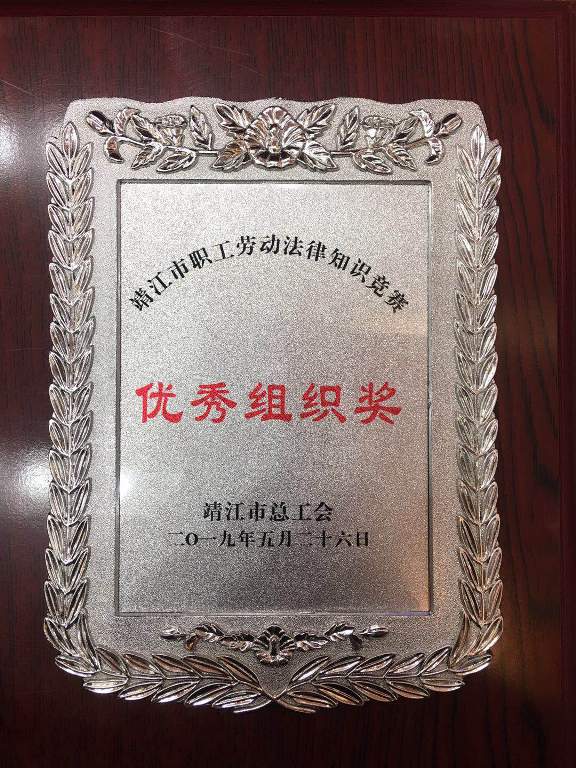 靖江市职工劳动法律知识竞赛
优秀组织奖
靖江市总工会
二〇一九年五月二十六日